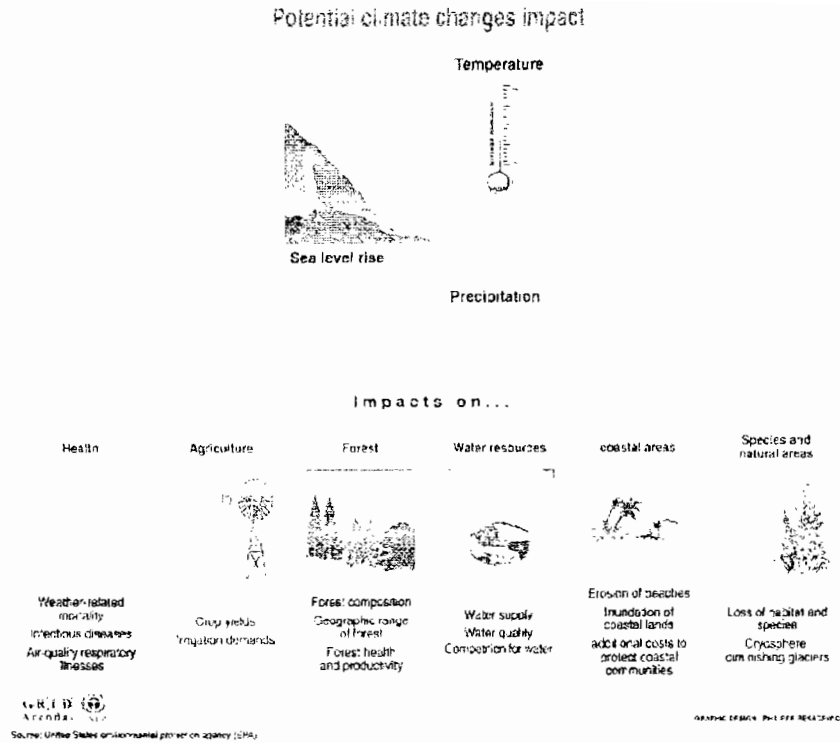 Potential climate changes impact
Temperature
Sea level rise
Precipitation
Impacts on...
Health
Agriculture
Forest
Water resources
coastal areas
Species and
natural areas
Weather-related
mortality
Infectious diseases
Air-quality respiratory
illnesses
Crop yields
Irrigation demands
Forest composition
Geographic range
of forest
Forest health
and productivity
Water supply
Water quality
Competition for water
Erosion of beaches
Inundation of
coastal lands
additional costs to
protect coastal
communities
Loss of habitat and
species
Cryosphere
diminishing glaciers
GRID
Arendal UNEP
GRAPHIC DESIGN: PHILIPPE REKACEWICZ
Source: United States environmental protection agency (EPA)